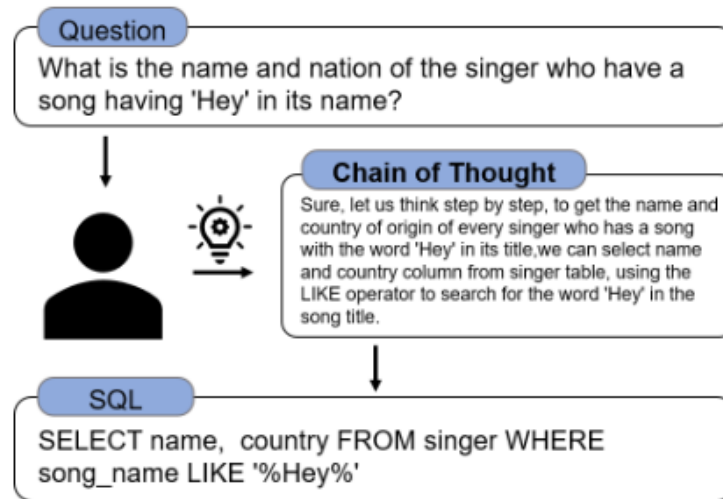 Question
What is the name and nation of the singer who have a
song having 'Hey' in its name?
Chain of Thought
Sure, let us think step by step, to get the name and
country of origin of every singer who has a song
with the word 'Hey' in its title,we can select name
and country column from singer table, using the
LIKE operator to search for the word 'Hey' in the
song title.
SQL
SELECT name, country FROM singer WHERE
song_name LIKE '%Hey%'